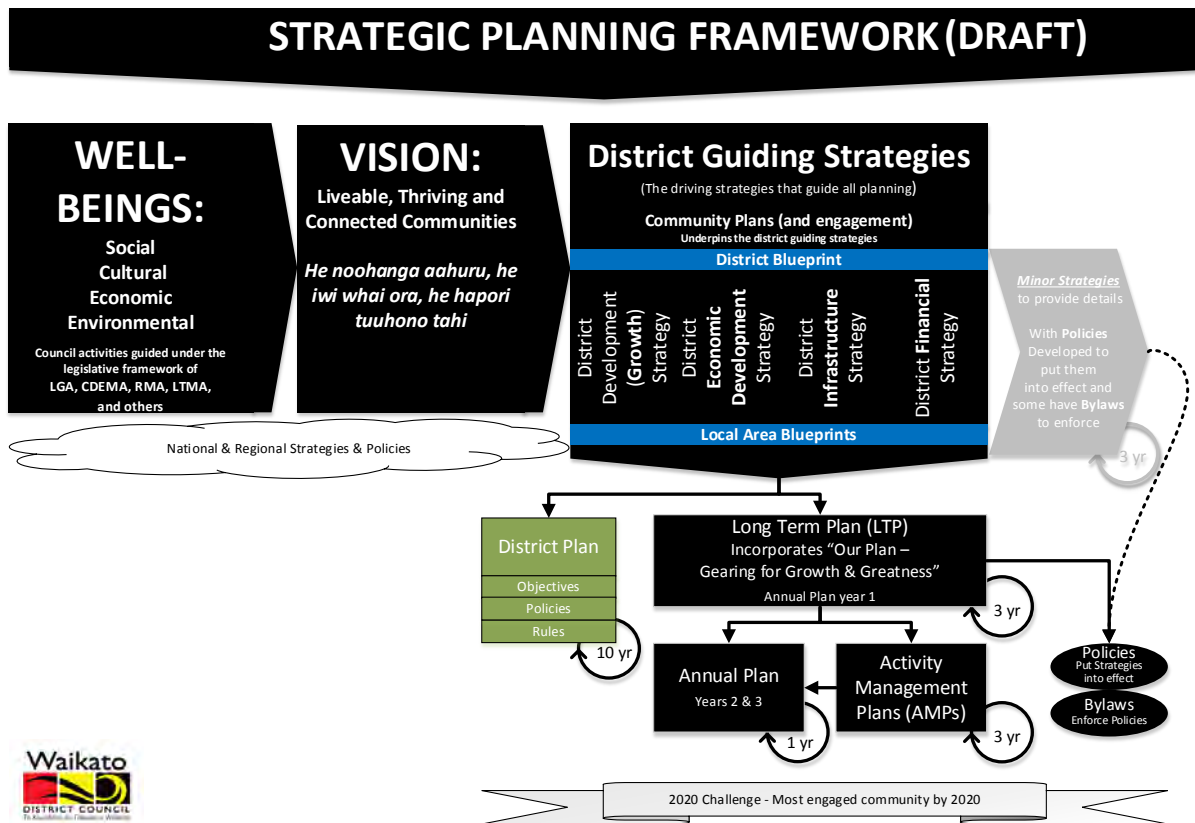 STRATEGIC PLANNING FRAMEWORK (DRAFT)
WELL-
BEINGS:
Social
Cultural
Economic
Environmental
Council activities guided under the
legislative framework of
LGA, CDEMA, RMA, LTMA,
and others
VISION:
Liveable, Thriving and
Connected Communities
He noohanga aahuru, he
iwi whai ora, he hapori
tuuhono tahi
National & Regional Strategies & Policies
District Guiding Strategies
(The driving strategies that guide all planning)
Community Plans (and engagement)
Underpins the district guiding strategies
District Blueprint
District
Development
(Growth)
Strategy
District
Economic
Development
Strategy
District
Infrastructure
Strategy
District Financial
Strategy
Local Area Blueprints
Minor Strategies
to provide details
With Policies
Developed to
put them
into effect and
some have Bylaws
to enforce
3 yr
District Plan
Objectives
Policies
Rules
10 yr
Long Term Plan (LTP)
Incorporates “Our Plan –
Gearing for Growth & Greatness”
Annual Plan year 1
3 yr
Annual Plan
Years 2 & 3
1 yr
Activity
Management
Plans (AMPs)
3 yr
Policies
Put Strategies
into effect
Bylaws
Enforce Policies
Waikato
DISTRICT COUNCIL
2020 Challenge - Most engaged community by 2020